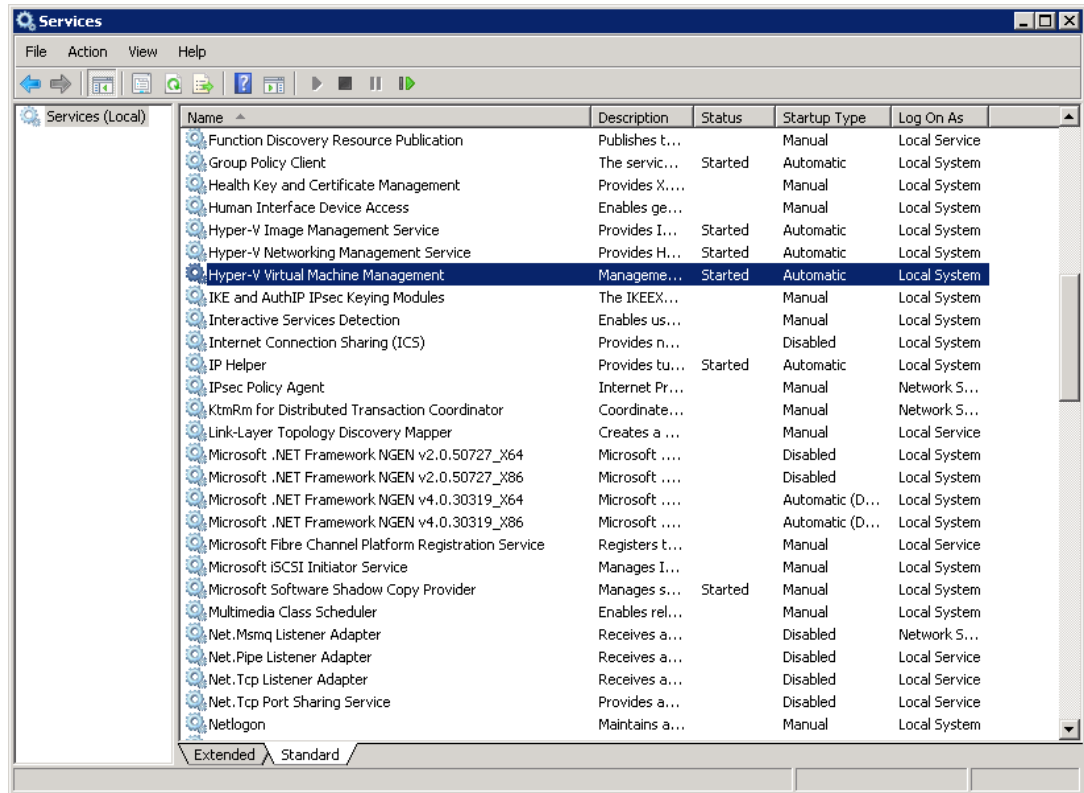 Services
File Action View Help
Services (Local)
Name Description Status Startup Type Log On As
Function Discovery Resource Publication Publishes t... Manual Local Service
Group Policy Client The servic... Started Automatic Local System
Health Key and Certificate Management Provides X.... Manual Local System
Human Interface Device Access Enables ge... Manual Local System
Hyper-V Image Management Service Provides I... Started Automatic Local System
Hyper-V Networking Management Service Provides H... Started Automatic Local System
Hyper-V Virtual Machine Management Manageme... Started Automatic Local System
IKE and AuthIP IPsec Keying Modules The IKEEX... Manual Local System
Interactive Services Detection Enables us... Manual Local System
Internet Connection Sharing (ICS) Provides n... Disabled Local System
IP Helper Provides tu... Started Automatic Local System
IPsec Policy Agent Internet Pr... Manual Network S...
KtmRm for Distributed Transaction Coordinator Coordinate... Manual Network S...
Link-Layer Topology Discovery Mapper Creates a ... Manual Local Service
Microsoft .NET Framework NGEN v2.0.50727_X64 Microsoft .... Disabled Local System
Microsoft .NET Framework NGEN v2.0.50727_X86 Microsoft .... Disabled Local System
Microsoft .NET Framework NGEN v4.0.30319_X64 Microsoft .... Automatic (D... Local System
Microsoft .NET Framework NGEN v4.0.30319_X86 Microsoft .... Automatic (D... Local System
Microsoft Fibre Channel Platform Registration Service Registers t... Manual Local Service
Microsoft iSCSI Initiator Service Manages I... Manual Local System
Microsoft Software Shadow Copy Provider Manages s... Started Manual Local System
Multimedia Class Scheduler Enables rel... Manual Local System
Net.Msmq Listener Adapter Receives a... Disabled Network S...
Net.Pipe Listener Adapter Receives a... Disabled Local Service
Net.Tcp Listener Adapter Receives a... Disabled Local Service
Net.Tcp Port Sharing Service Provides a... Disabled Local Service
Netlogon Maintains a... Manual Local System
Extended Standard